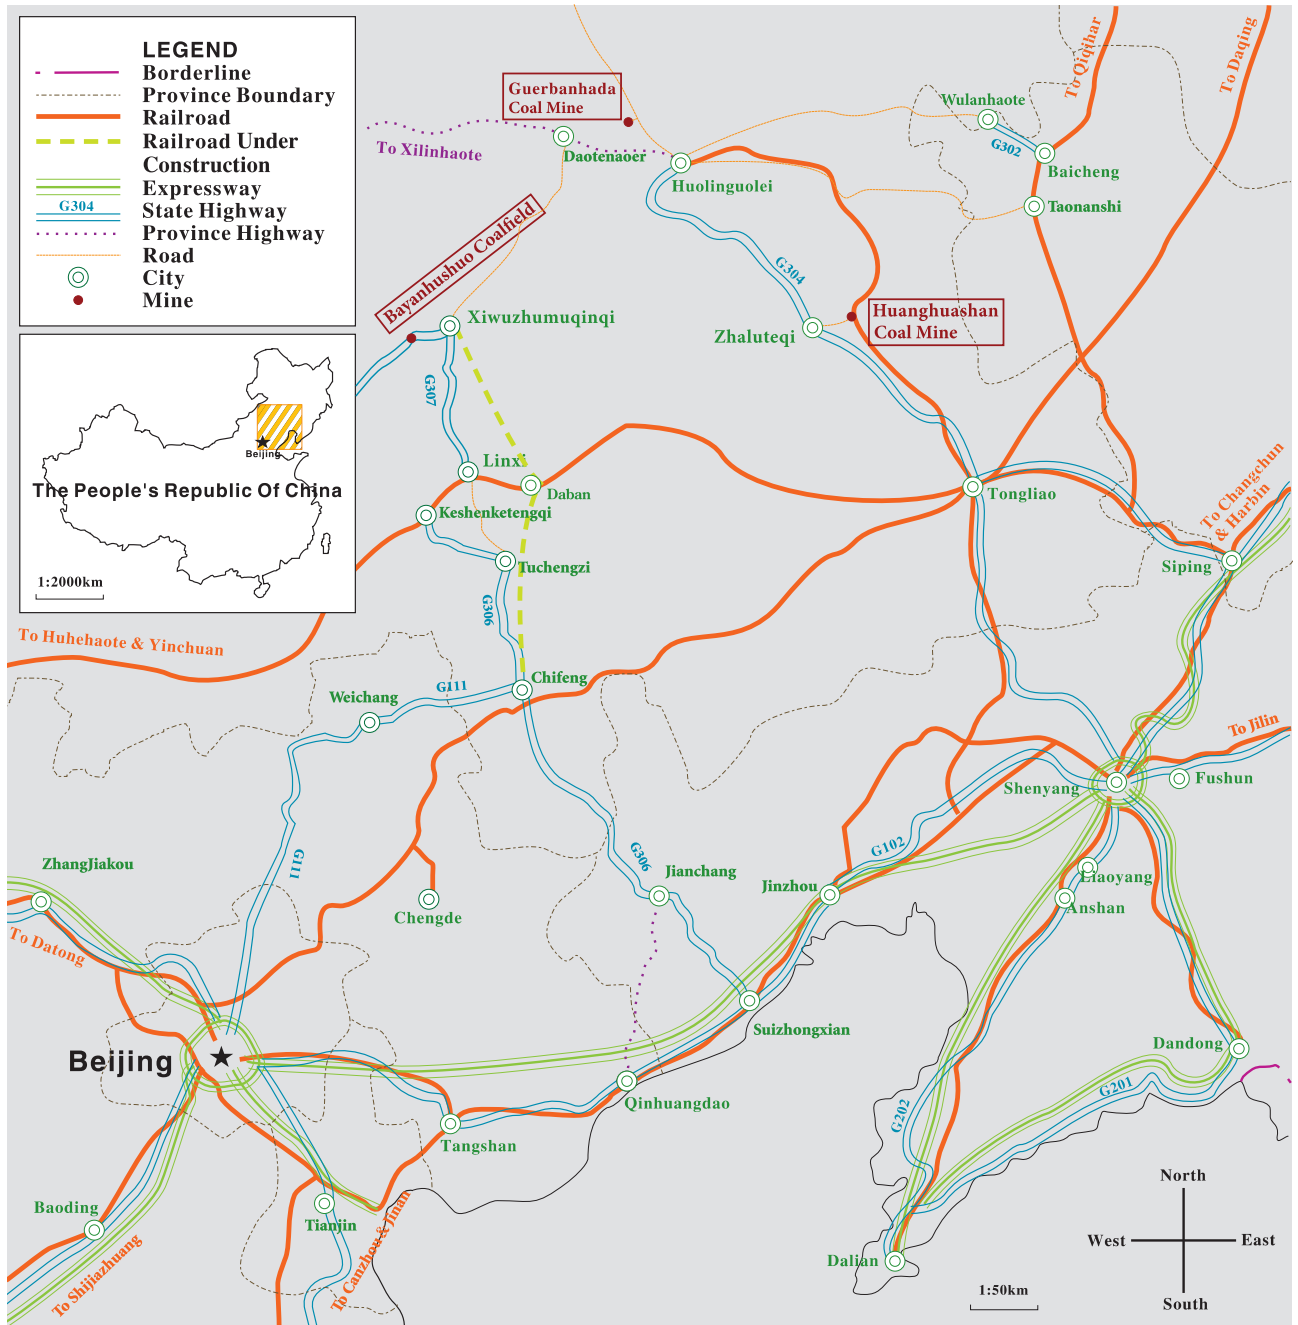 LEGEND
Borderline
Province Boundary
Railroad
Railroad Under
Construction
Expressway
G304
State Highway
Province Highway
Road
City
Mine
Beijing
The People's Republic Of China
1:2000km
Guerbanhada
Coal Mine
To Xilinhaote
Daotenaoer
Huolinguolei
Wulanhaote
G302
Baicheng
Taonanshi
To Qiqihar
To Daqing
Bayanhushuo Coalfield
Xiwuzhumuqinqi
G304
Zhaluteqi
Huanghuashan
Coal Mine
G307
Linxi
Daban
Keshenketengqi
Tuchengzi
G306
Tongliao
To Changchun
& Harbin
Siping
To Huhehaote & Yinchuan
Chifeng
Weichang
G111
To Jilin
Shenyang
Fushun
G102
G306
Jianchang
Jinzhou
Liaoyang
Anshan
ZhangJiakou
G111
Chengde
To Datong
Beijing
Suizhongxian
Dandong
Qinhuangdao
G201
G202
Tangshan
Baoding
Tianjin
To Shijiazhuang
To Canzhou & Jinan
Dalian
North
West
East
South
1:50km